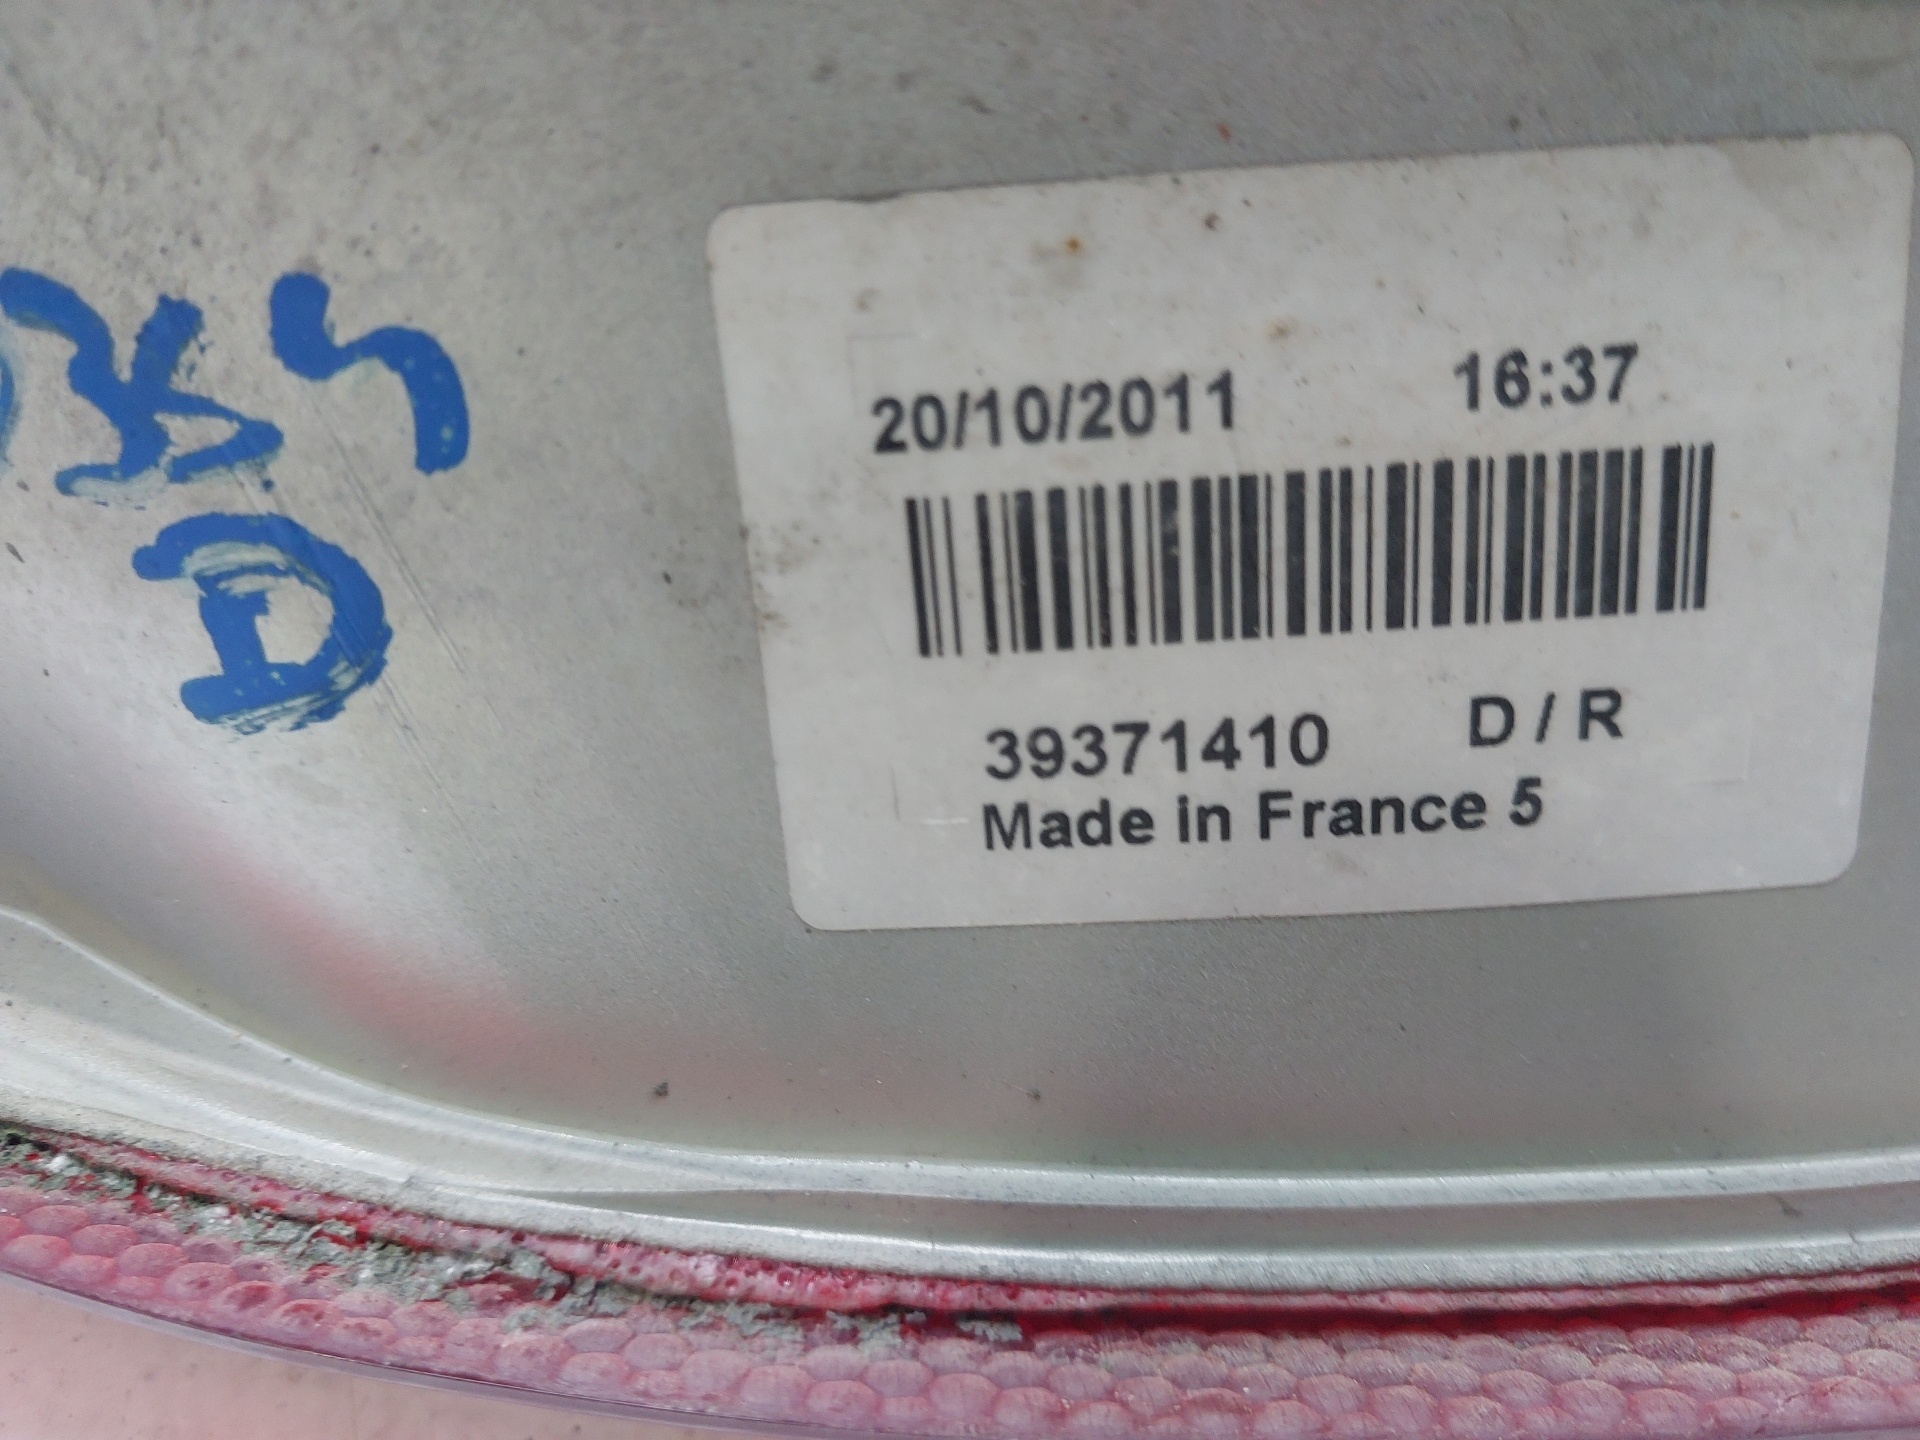 20/10/2011 16:37
39371410 D / R
Made in France 5